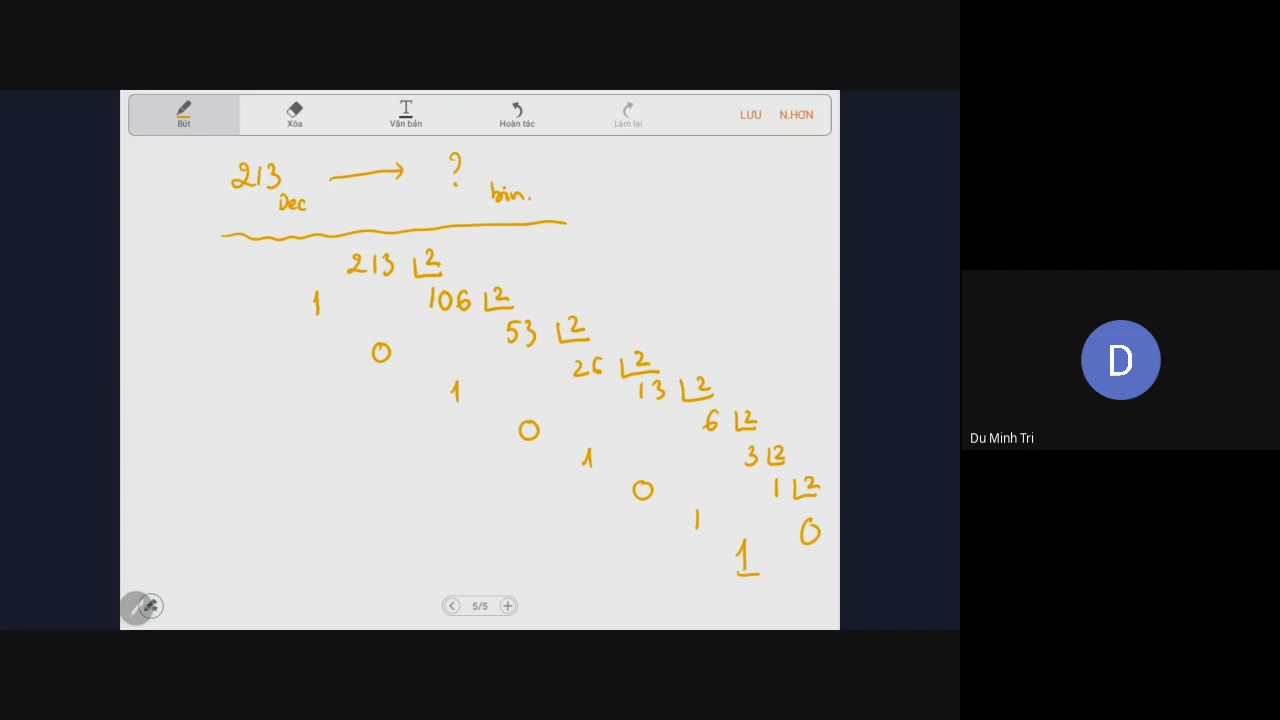 Bút Xóa Văn bản Hoàn tác Làm lại LƯU N.HƠN
213 Dec → ? bin.
213 2
1 106 2
53 2
0 26 2
1 13 2
0 6 2
1 3 2
0 1 2
1 0
1
5/5
D
Du Minh Tri